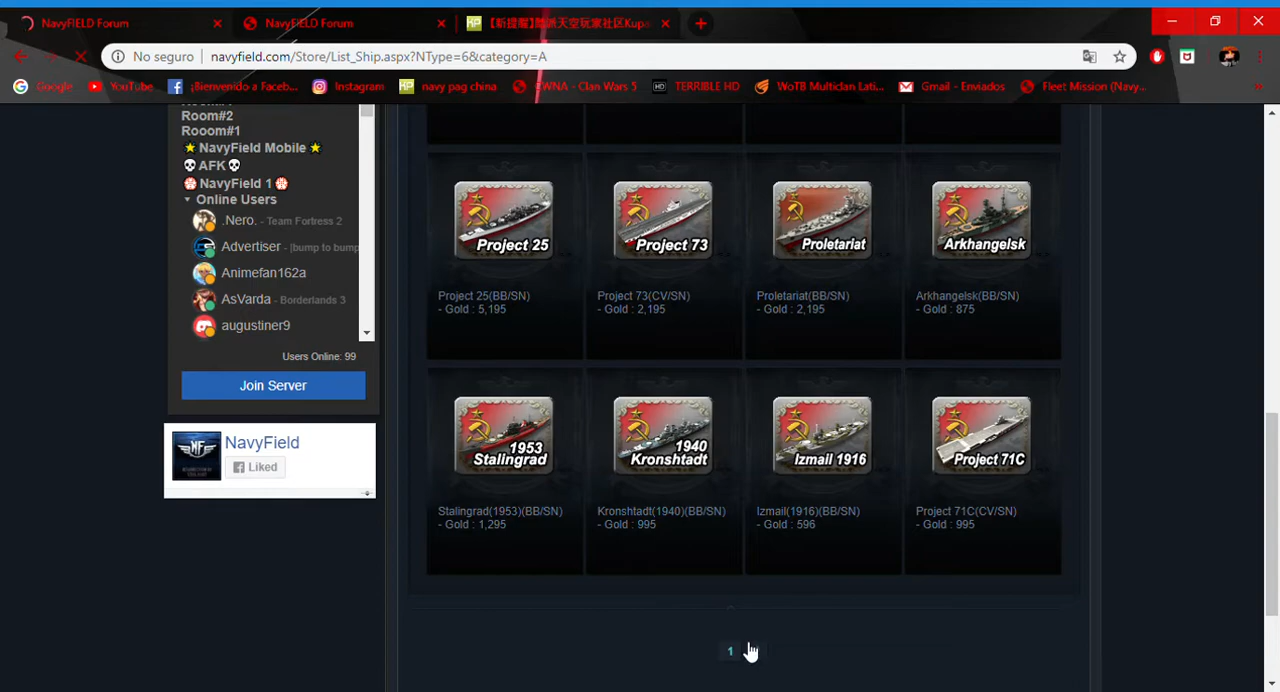 NavyFIELD Forum
NavyFIELD Forum
No seguro navyfield.com/Store/List_Ship.aspx?NType=6&category=A
Google YouTube ¡Bienvenido a Faceb... Instagram navy pag china CWNA - Clan Wars 5 TERRIBLE HD WoTB Multiclan Lati... Gmail - Enviados Fleet Mission (Navy...
Room#2
Rooom#1
NavyField Mobile
AFK
NavyField 1
Online Users
.Nero. - Team Fortress 2
Advertiser - |bump to bump
Animefan162a
AsVarda - Borderlands 3
augustiner9
Users Online: 99
Join Server
NavyField
Liked
Project 25
Project 73
Proletariat
Arkhangelsk
Project 25(BB/SN)
- Gold : 5,195
Project 73(CV/SN)
- Gold : 2,195
Proletariat(BB/SN)
- Gold : 2,195
Arkhangelsk(BB/SN)
- Gold : 875
1953
Stalingrad
1940
Kronshtadt
Izmail 1916
Project 71C
Stalingrad(1953)(BB/SN)
- Gold : 1,295
Kronshtadt(1940)(BB/SN)
- Gold : 995
Izmail(1916)(BB/SN)
- Gold : 596
Project 71C(CV/SN)
- Gold : 995
1